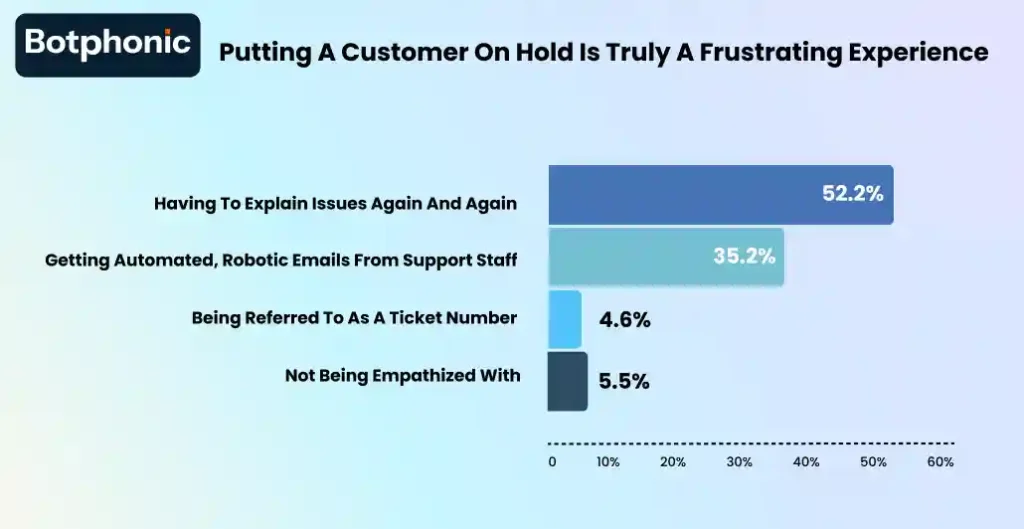 Botphonic
Putting A Customer On Hold Is Truly A Frustrating Experience
Having To Explain Issues Again And Again
52.2%
Getting Automated, Robotic Emails From Support Staff
35.2%
Being Referred To As A Ticket Number
4.6%
Not Being Empathized With
5.5%
0 10% 20% 30% 40% 50% 60%